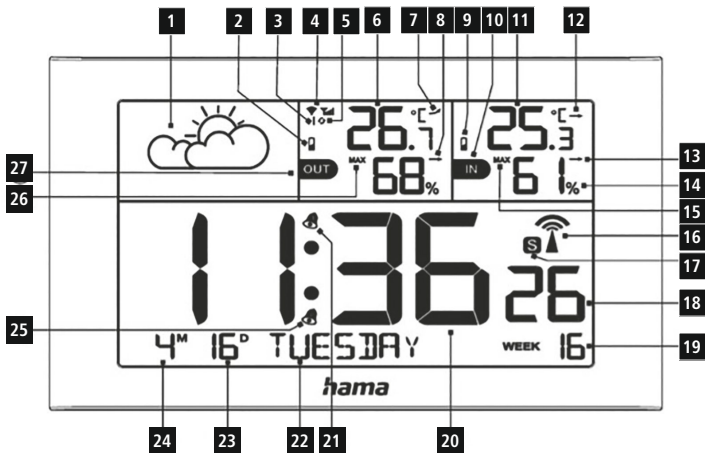 1 2 3 4 5 6 7 8 9 10 11 12
26.7 °C 25.3 °C
OUT MAX 68% IN MAX 61%
13
27
14
26
15
11:36
16
S
17
26
18
25
4 M 16 D TUESDAY WEEK 16
19
hama
24 23 22 21 20